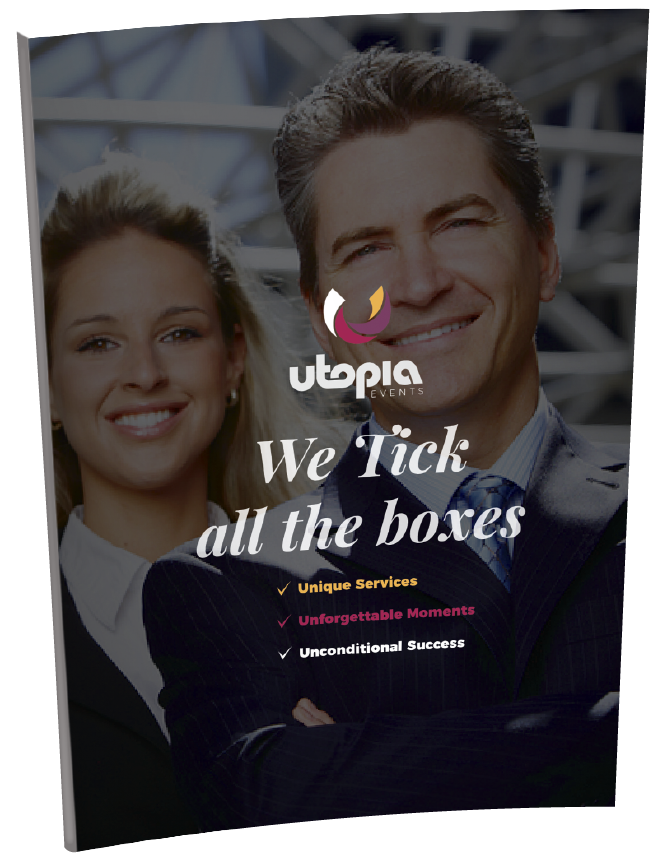 utopia
EVENTS
We Tick
all the boxes
✓ Unique Services
✓ Unforgettable Moments
✓ Unconditional Success